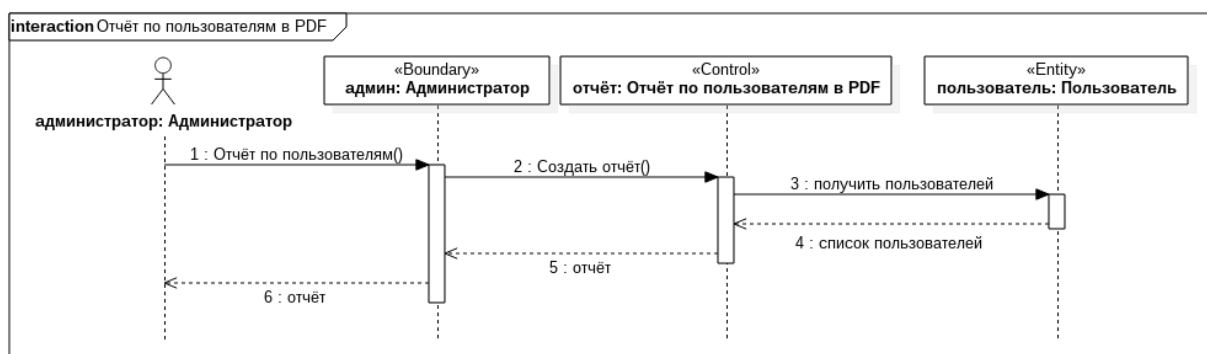 interaction Отчёт по пользователям в PDF
«Boundary»
админ: Администратор
«Control»
отчёт: Отчёт по пользователям в PDF
«Entity»
пользователь: Пользователь
администратор: Администратор
1 : Отчёт по пользователям()
2 : Создать отчёт()
3 : получить пользователей
4 : список пользователей
5 : отчёт
6 : отчёт